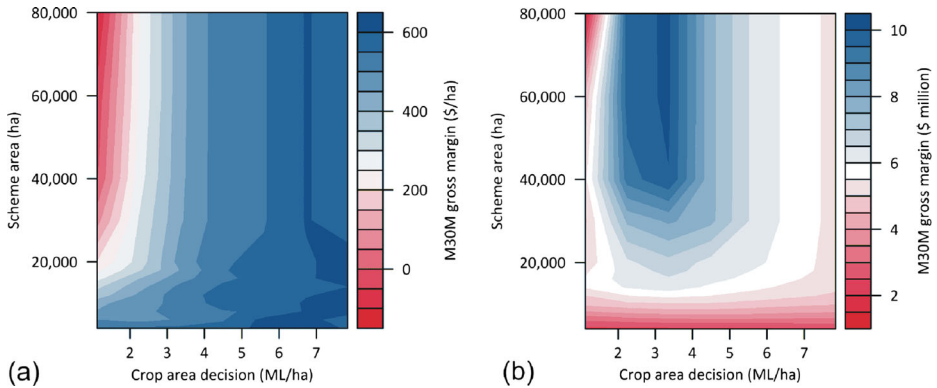 80,000
60,000
40,000
20,000
Scheme area (ha)
2 3 4 5 6 7
Crop area decision (ML/ha)
600
400
200
0
M30M gross margin ($/ha)
(a)
80,000
60,000
40,000
20,000
Scheme area (ha)
2 3 4 5 6 7
Crop area decision (ML/ha)
10
8
6
4
2
M30M gross margin ($ million)
(b)